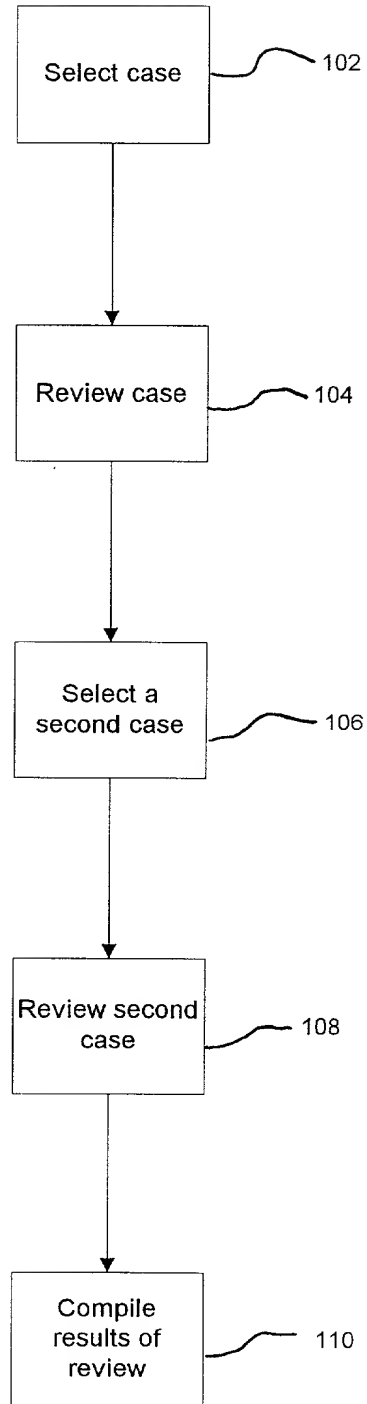 Select case
102
Review case
104
Select a
second case
106
Review second
case
108
Compile
results of
review
110